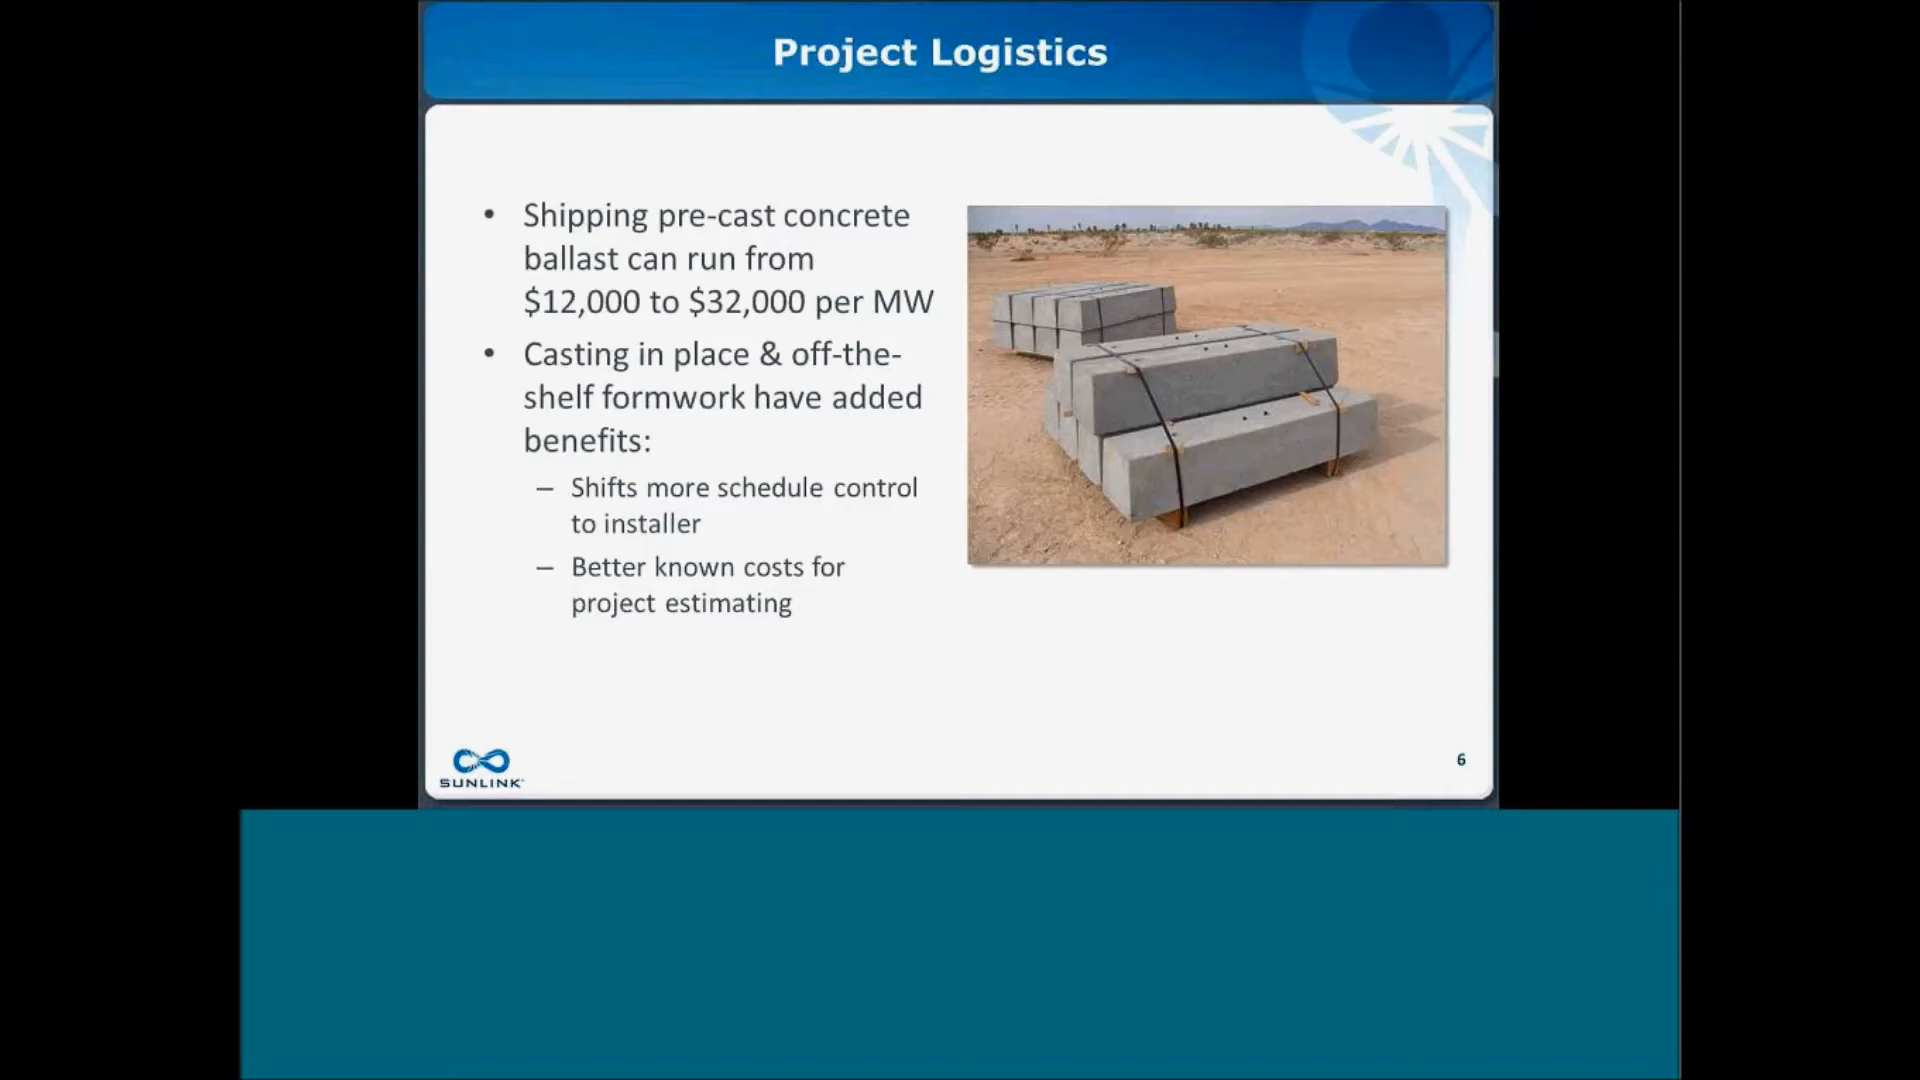 Project Logistics
• Shipping pre-cast concrete
ballast can run from
$12,000 to $32,000 per MW
• Casting in place & off-the-
shelf formwork have added
benefits:
– Shifts more schedule control
to installer
– Better known costs for
project estimating
SUNLINK
6